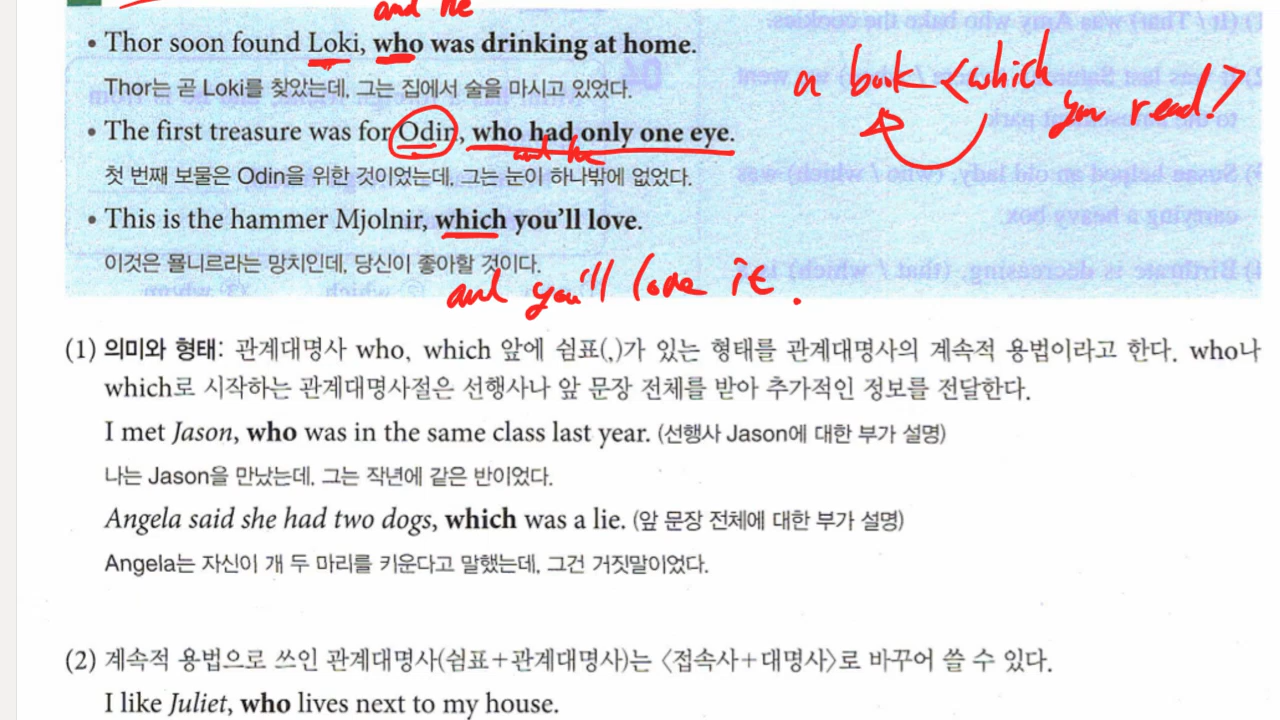 and he
• Thor soon found Loki, who was drinking at home.
Thor는 곧 Loki를 찾았는데, 그는 집에서 술을 마시고 있었다.
a book <which you read>
• The first treasure was for Odin, who had only one eye.
and he
첫 번째 보물은 Odin을 위한 것이었는데, 그는 눈이 하나밖에 없었다.
• This is the hammer Mjolnir, which you'll love.
이것은 묠니르라는 망치인데, 당신이 좋아할 것이다.
and you'll love it.
(1) 의미와 형태: 관계대명사 who, which 앞에 쉼표(,)가 있는 형태를 관계대명사의 계속적 용법이라고 한다. who나
which로 시작하는 관계대명사절은 선행사나 앞 문장 전체를 받아 추가적인 정보를 전달한다.
I met Jason, who was in the same class last year. (선행사 Jason에 대한 부가 설명)
나는 Jason을 만났는데, 그는 작년에 같은 반이었다.
Angela said she had two dogs, which was a lie. (앞 문장 전체에 대한 부가 설명)
Angela는 자신이 개 두 마리를 키운다고 말했는데, 그건 거짓말이었다.
(2) 계속적 용법으로 쓰인 관계대명사(쉼표+관계대명사)는 〈접속사+대명사〉로 바꾸어 쓸 수 있다.
I like Juliet, who lives next to my house.